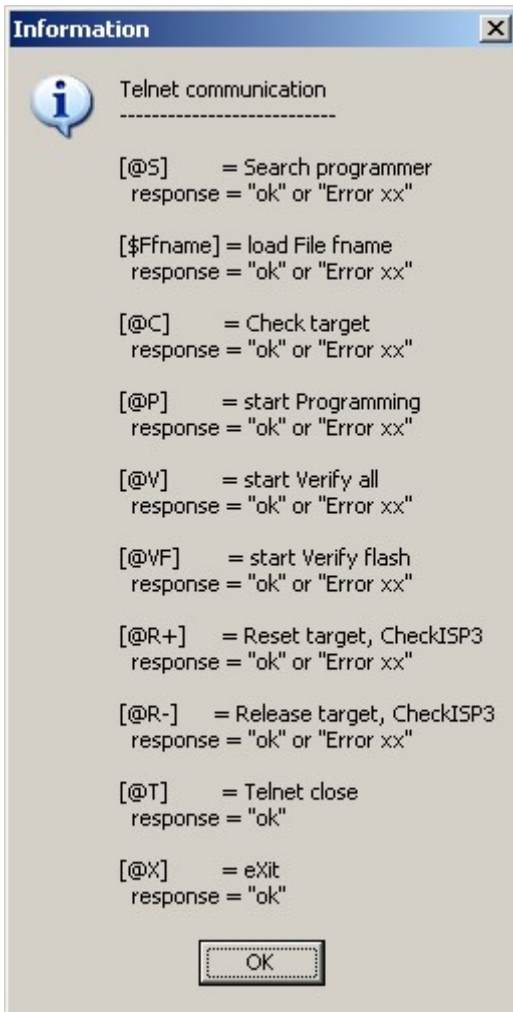 Information
Telnet communication
---------------------------
[@S] = Search programmer
response = "ok" or "Error xx"
[$Ffname] = load File fname
response = "ok" or "Error xx"
[@C] = Check target
response = "ok" or "Error xx"
[@P] = start Programming
response = "ok" or "Error xx"
[@V] = start Verify all
response = "ok" or "Error xx"
[@VF] = start Verify flash
response = "ok" or "Error xx"
[@R+] = Reset target, CheckISP3
response = "ok" or "Error xx"
[@R-] = Release target, CheckISP3
response = "ok" or "Error xx"
[@T] = Telnet close
response = "ok"
[@X] = eXit
response = "ok"
OK